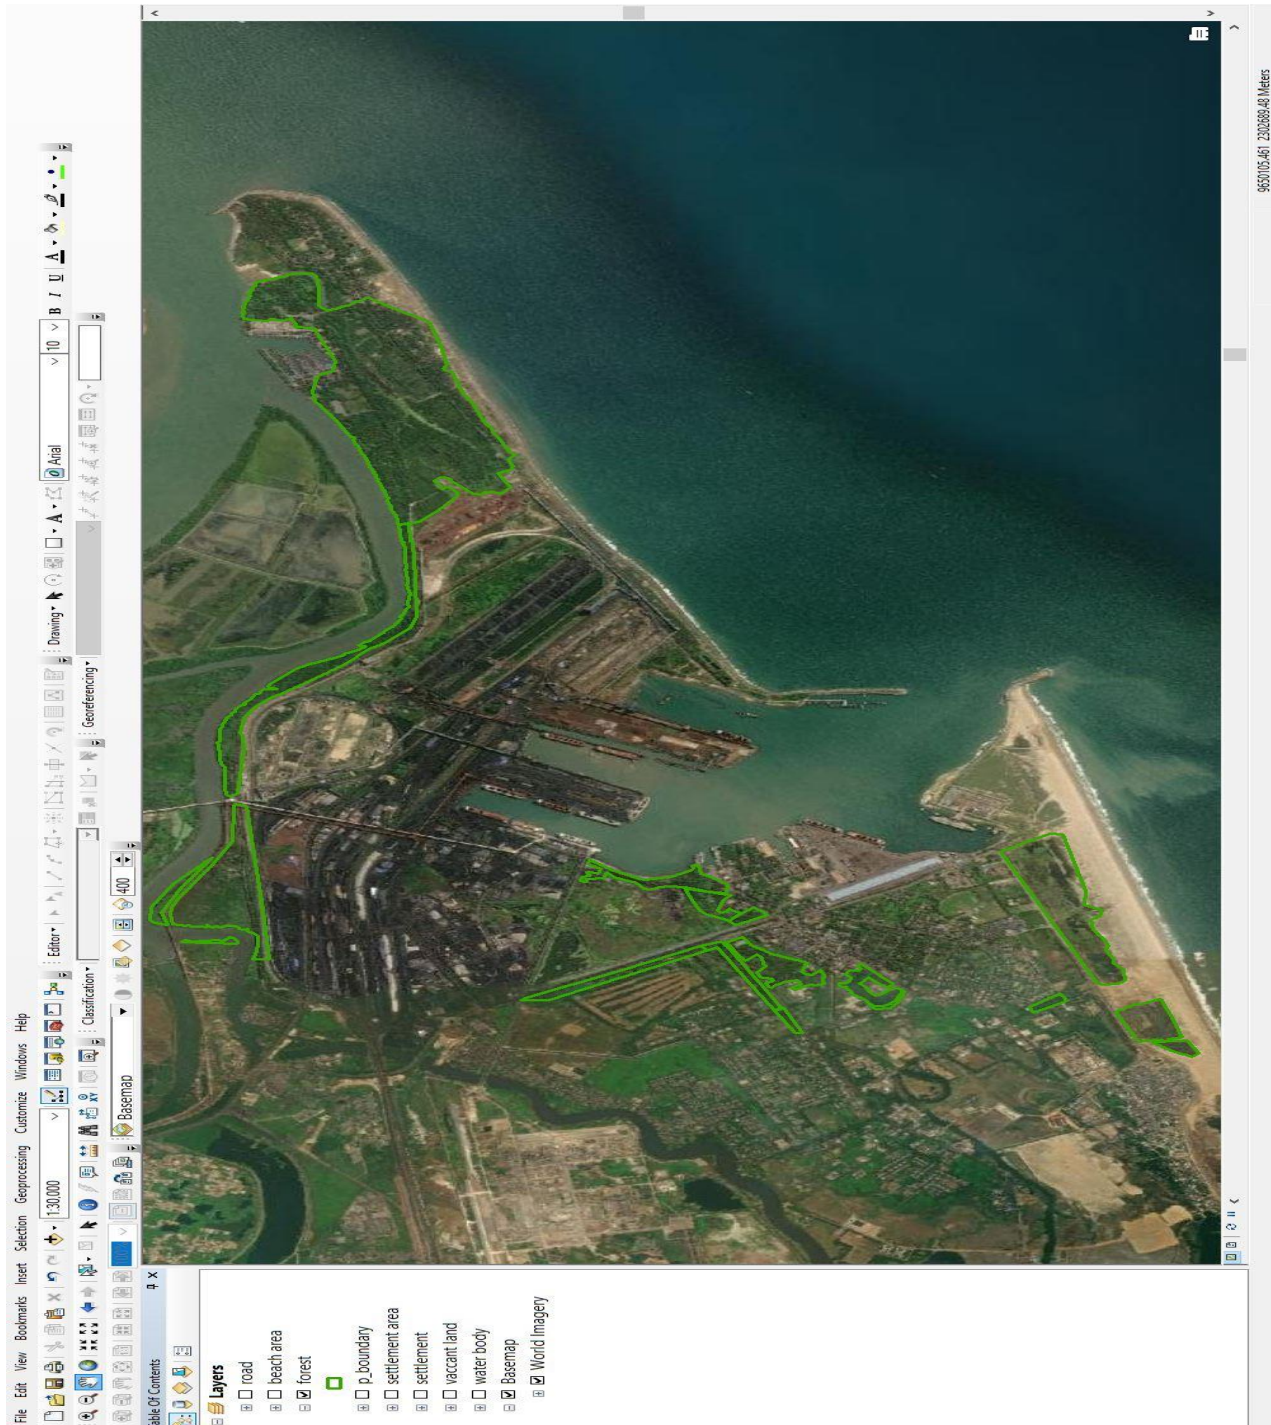 File Edit View Bookmarks Insert Selection Geoprocessing Customize Windows Help
1:30,000
Editor▾
Drawing▾ A▾ Arial 10 B I U A▾
Classification▾ Georeferencing▾
100 Basemap 400
Table Of Contents
Layers
road
beach area
forest
p_boundary
settlement area
settlement
vaccant land
water body
Basemap
World Imagery
9650105.461 2302689.48 Meters